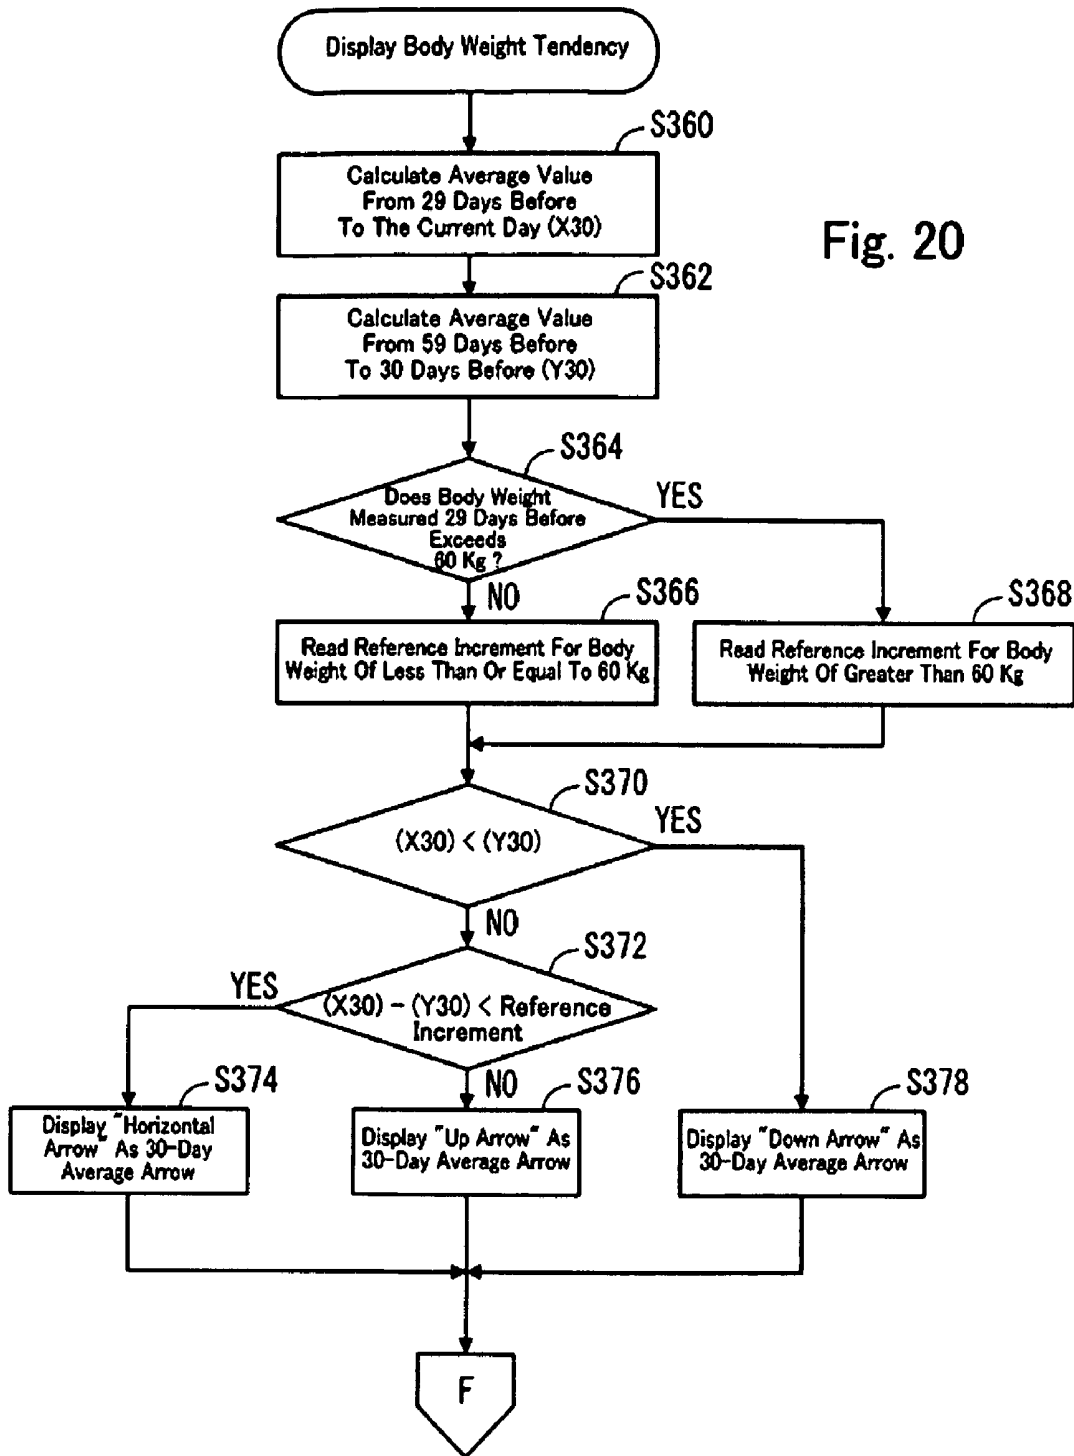 Display Body Weight Tendency
S360
Calculate Average Value
From 29 Days Before
To The Current Day (X30)
Fig. 20
S362
Calculate Average Value
From 59 Days Before
To 30 Days Before (Y30)
S364
Does Body Weight
Measured 29 Days Before
Exceeds
60 Kg ?
YES
NO
S366
Read Reference Increment For Body
Weight Of Less Than Or Equal To 60 Kg
S368
Read Reference Increment For Body
Weight Of Greater Than 60 Kg
S370
(X30) < (Y30)
YES
NO
S372
(X30) - (Y30) < Reference
Increment
YES
NO
S374
Display "Horizontal
Arrow" As 30-Day
Average Arrow
S376
Display "Up Arrow" As
30-Day Average Arrow
S378
Display "Down Arrow" As
30-Day Average Arrow
F